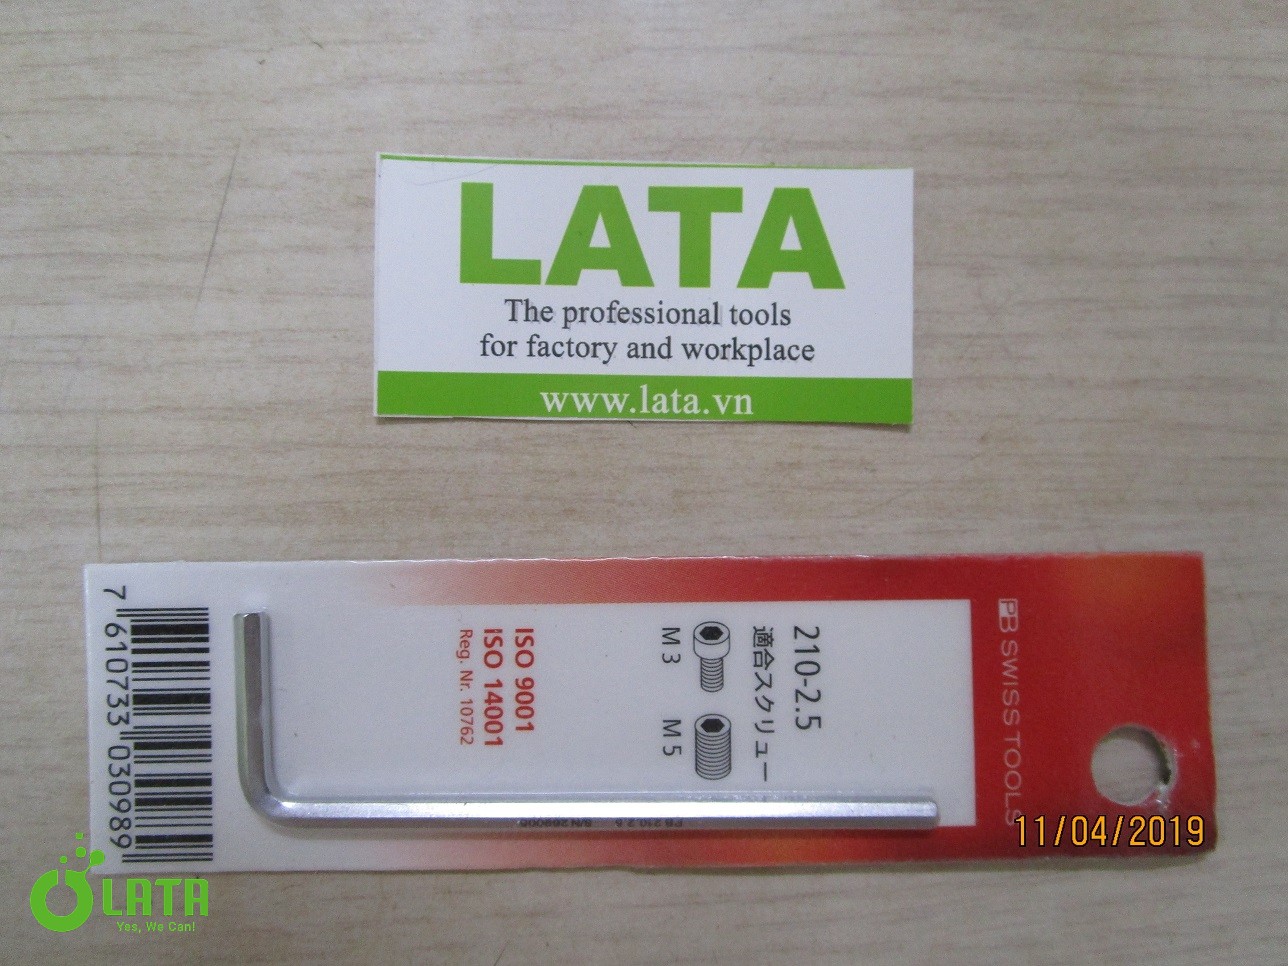 LATA
The professional tools
for factory and workplace
www.lata.vn
PB SWISS TOOLS
210-2.5
適合スクリュー
M 3
M 5
ISO 9001
ISO 14001
Reg. Nr. 10762
7 610733 030989
11/04/2019
LATA
Yes, We Can!